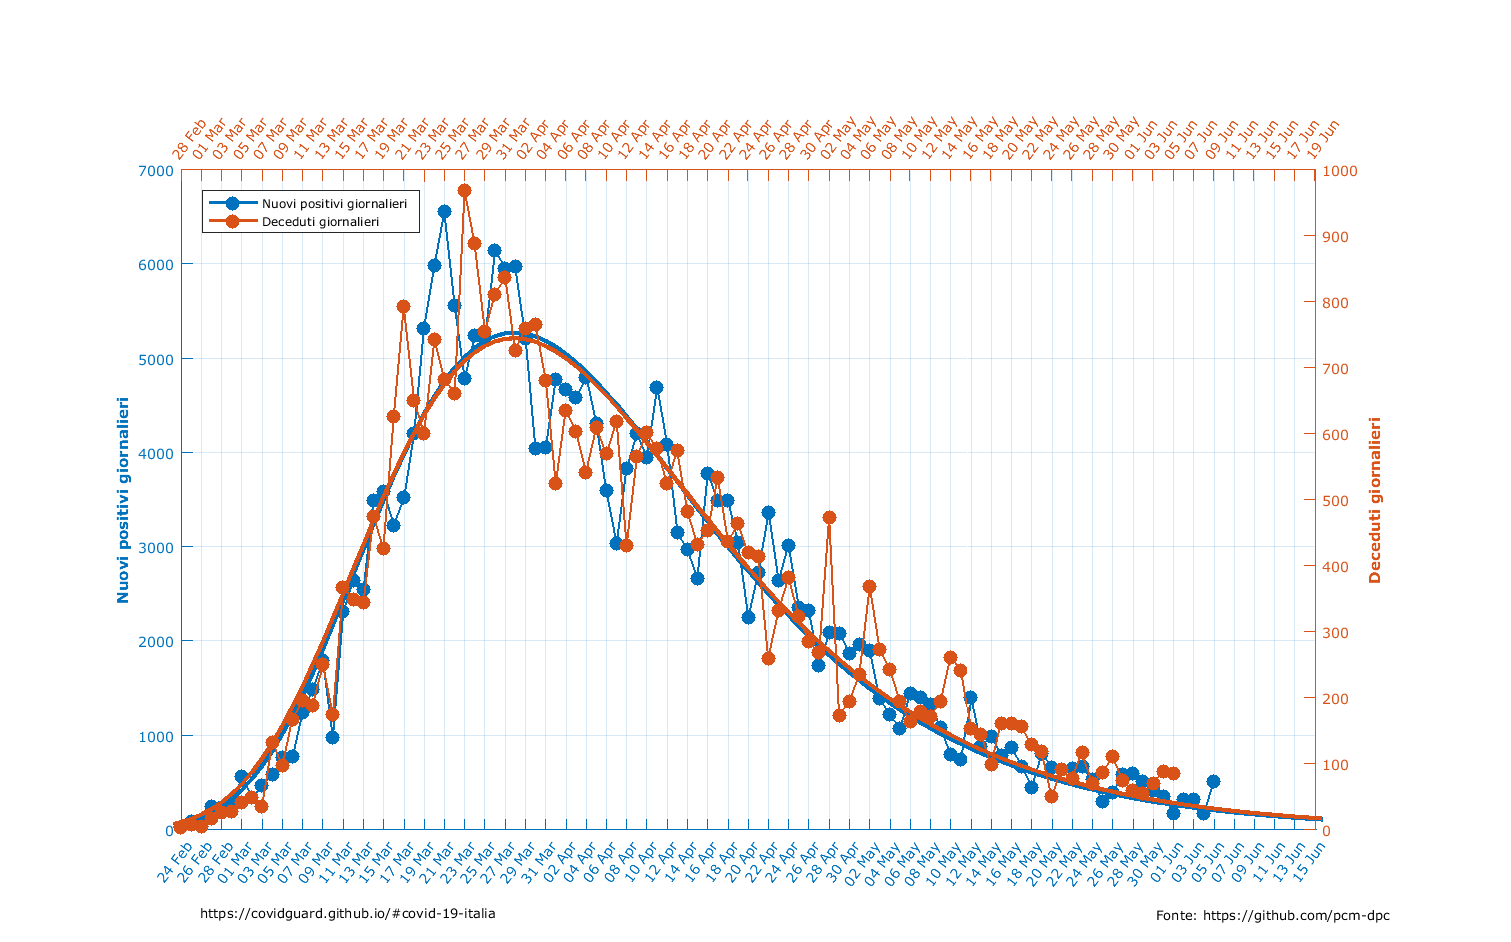 28 Feb
01 Mar
03 Mar
05 Mar
07 Mar
09 Mar
11 Mar
13 Mar
15 Mar
17 Mar
19 Mar
21 Mar
23 Mar
25 Mar
27 Mar
29 Mar
31 Mar
02 Apr
04 Apr
06 Apr
08 Apr
10 Apr
12 Apr
14 Apr
16 Apr
18 Apr
20 Apr
22 Apr
24 Apr
26 Apr
28 Apr
30 Apr
02 May
04 May
06 May
08 May
10 May
12 May
14 May
16 May
18 May
20 May
22 May
24 May
26 May
28 May
30 May
01 Jun
03 Jun
05 Jun
07 Jun
09 Jun
11 Jun
13 Jun
15 Jun
17 Jun
19 Jun
Nuovi positivi giornalieri
Deceduti giornalieri
7000
6000
5000
4000
3000
2000
1000
0
Nuovi positivi giornalieri
1000
900
800
700
600
500
400
300
200
100
0
Deceduti giornalieri
24 Feb
26 Feb
28 Feb
01 Mar
03 Mar
05 Mar
07 Mar
09 Mar
11 Mar
13 Mar
15 Mar
17 Mar
19 Mar
21 Mar
23 Mar
25 Mar
27 Mar
29 Mar
31 Mar
02 Apr
04 Apr
06 Apr
08 Apr
10 Apr
12 Apr
14 Apr
16 Apr
18 Apr
20 Apr
22 Apr
24 Apr
26 Apr
28 Apr
30 Apr
02 May
04 May
06 May
08 May
10 May
12 May
14 May
16 May
18 May
20 May
22 May
24 May
26 May
28 May
30 May
01 Jun
03 Jun
05 Jun
07 Jun
09 Jun
11 Jun
13 Jun
15 Jun
https://covidguard.github.io/#covid-19-italia
Fonte: https://github.com/pcm-dpc